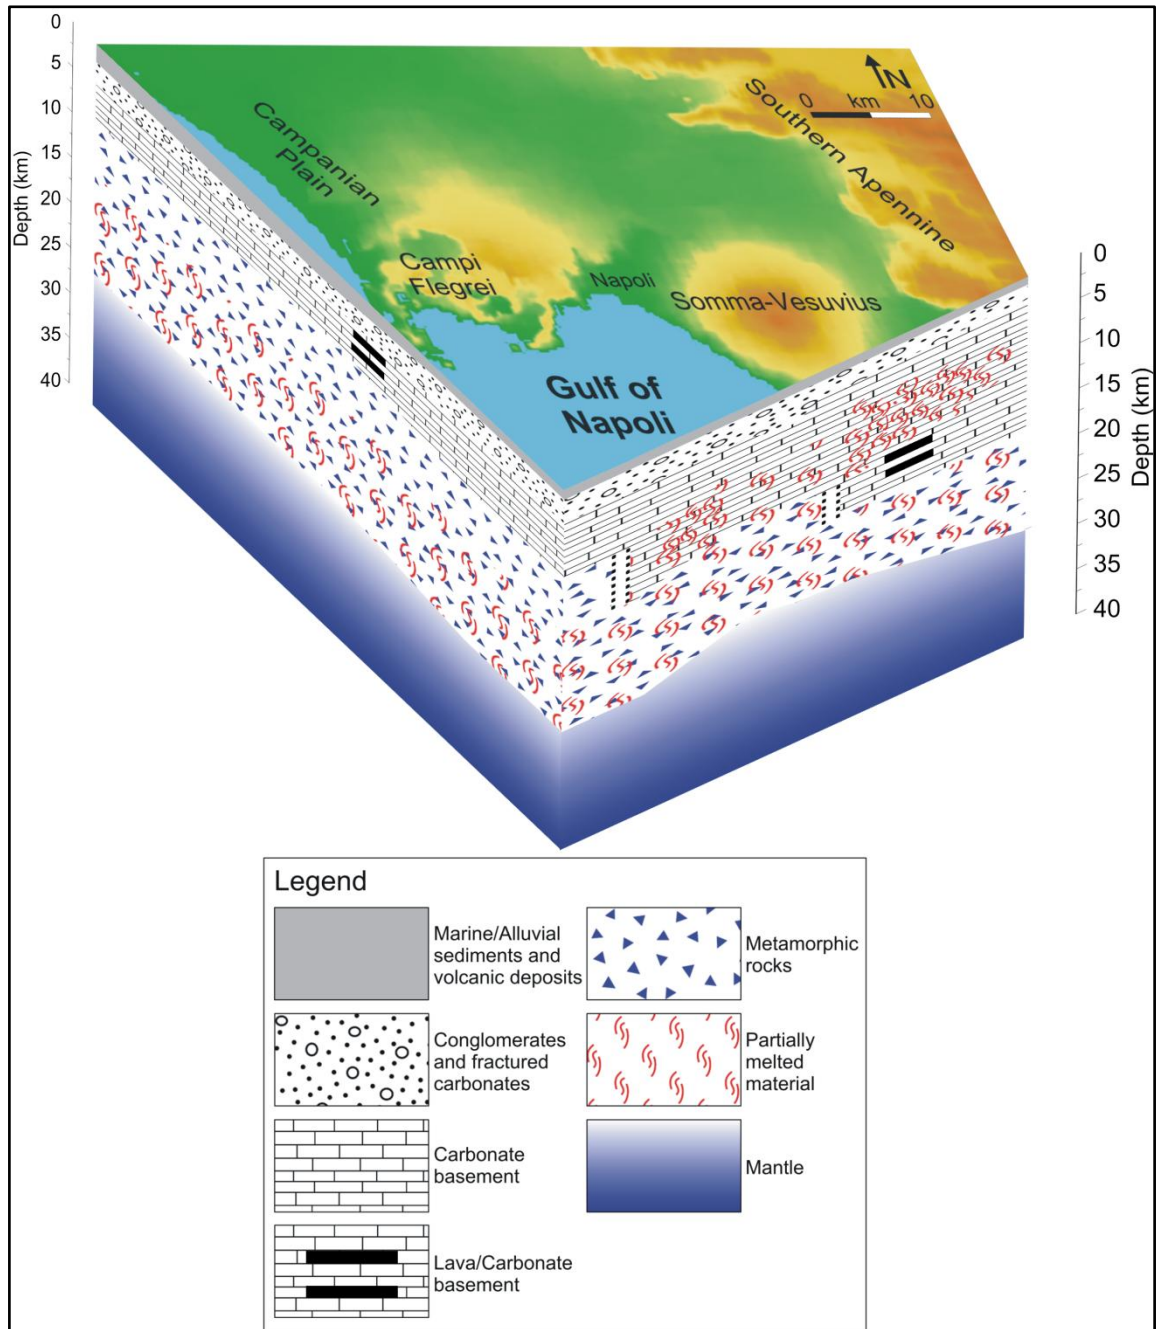 0
5
10
15
20
25
30
35
40
Depth (km)
N
0 km 10
Southern Apennine
Campanian
Plain
Campi
Flegrei
Napoli
Somma-Vesuvius
Gulf of
Napoli
0
5
10
15
20
25
30
35
40
Depth (km)
Legend
Marine/Alluvial
sediments and
volcanic deposits
Conglomerates
and fractured
carbonates
Carbonate
basement
Lava/Carbonate
basement
Metamorphic
rocks
Partially
melted
material
Mantle